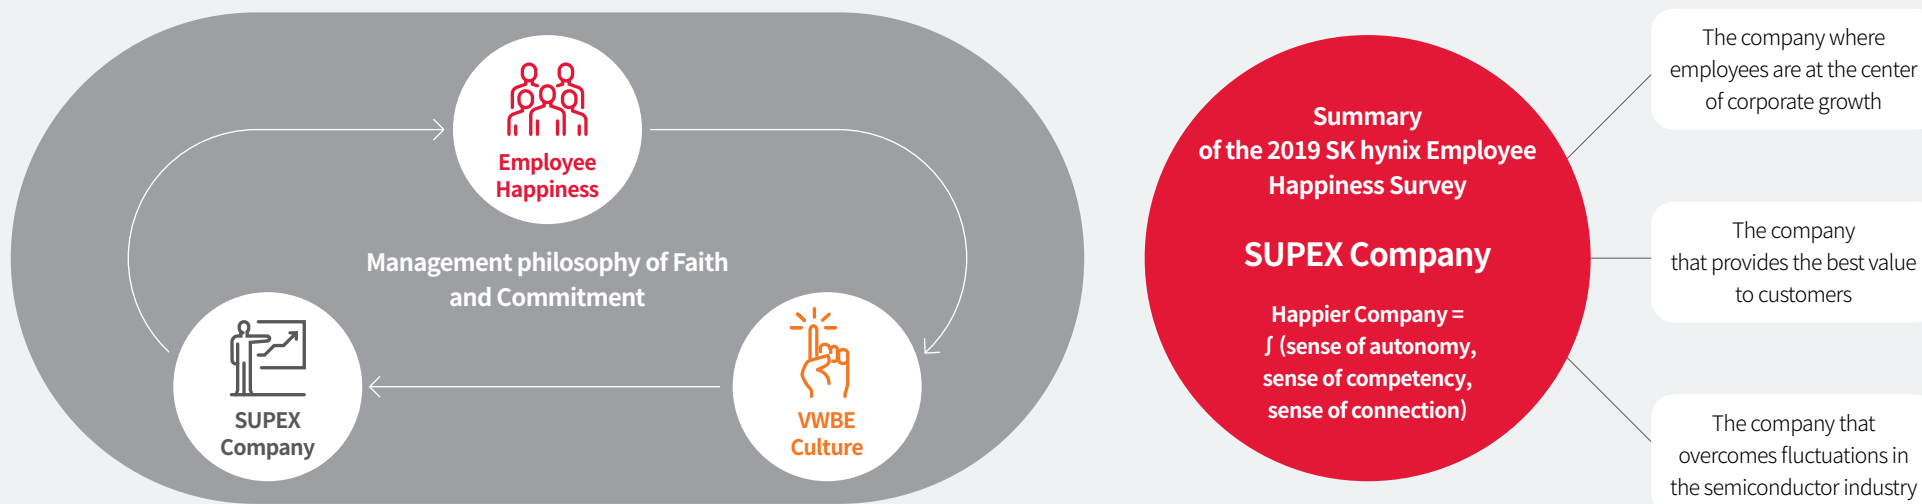 Employee
Happiness
Management philosophy of Faith
and Commitment
SUPEX
Company
VWBE
Culture
Summary
of the 2019 SK hynix Employee
Happiness Survey
SUPEX Company
Happier Company =
∫ (sense of autonomy,
sense of competency,
sense of connection)
The company where
employees are at the center
of corporate growth
The company
that provides the best value
to customers
The company that
overcomes fluctuations in
the semiconductor industry